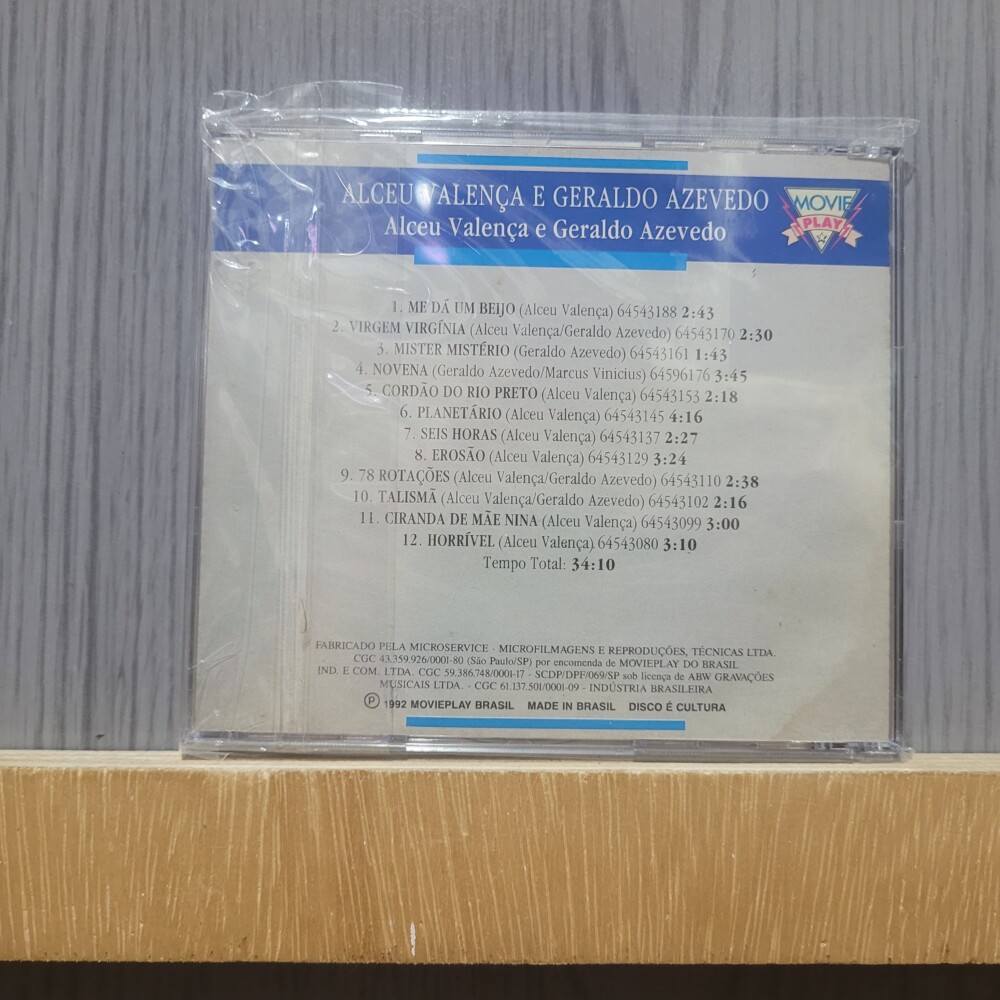 ALCEU VALENÇA E GERALDO AZEVEDO
Alceu Valença e Geraldo Azevedo
MOVIE
PLAY
1. ME DÁ UM BEIJO (Alceu Valença) 64543188 2:43
2. VIRGEM VIRGÍNIA (Alceu Valença/Geraldo Azevedo) 64543170 2:30
3. MISTER MISTÉRIO (Geraldo Azevedo) 64543161 1:43
4. NOVENA (Geraldo Azevedo/Marcus Vinicius) 64596176 3:45
5. CORDÃO DO RIO PRETO (Alceu Valença) 64543153 2:18
6. PLANETÁRIO (Alceu Valença) 64543145 4:16
7. SEIS HORAS (Alceu Valença) 64543137 2:27
8. EROSÃO (Alceu Valença) 64543129 3:24
9. 78 ROTAÇÕES (Alceu Valença/Geraldo Azevedo) 64543110 2:38
10. TALISMÃ (Alceu Valença/Geraldo Azevedo) 64543102 2:16
11. CIRANDA DE MÃE NINA (Alceu Valença) 64543099 3:00
12. HORRÍVEL (Alceu Valença) 64543080 3:10
Tempo Total: 34:10
FABRICADO PELA MICROSERVICE - MICROFILMAGENS E REPRODUÇÕES, TÉCNICAS LTDA.
CGC 43.359.926/0001-80 (São Paulo/SP) por encomenda de MOVIEPLAY DO BRASIL
IND. E COM. LTDA. CGC 59.386.748/0001-17 - SCDP/DPF/069/SP sob licença de ABW GRAVAÇÕES
MUSICAIS LTDA. - CGC 61.137.501/0001-09 - INDÚSTRIA BRASILEIRA
Ⓟ 1992 MOVIEPLAY BRASIL MADE IN BRASIL DISCO É CULTURA